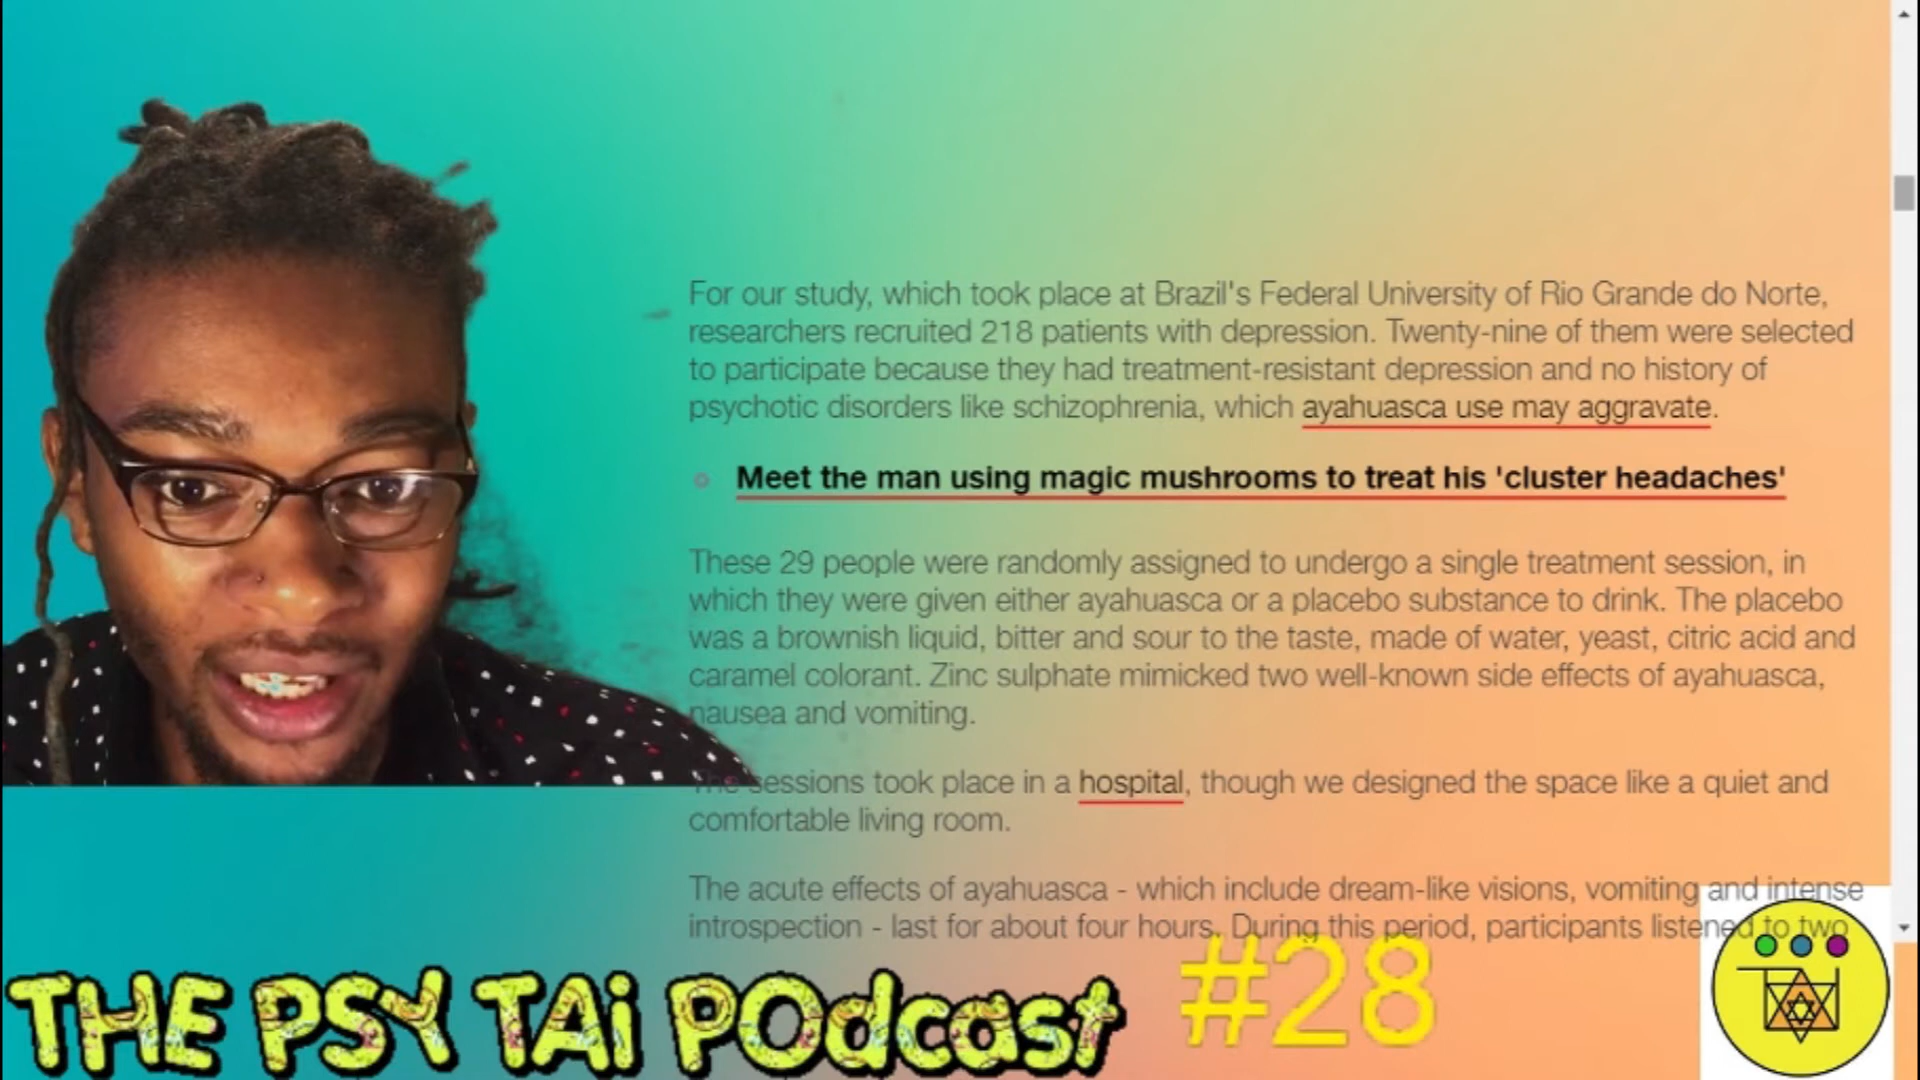 For our study, which took place at Brazil's Federal University of Rio Grande do Norte,
researchers recruited 218 patients with depression. Twenty-nine of them were selected
to participate because they had treatment-resistant depression and no history of
psychotic disorders like schizophrenia, which ayahuasca use may aggravate.
Meet the man using magic mushrooms to treat his 'cluster headaches'
These 29 people were randomly assigned to undergo a single treatment session, in
which they were given either ayahuasca or a placebo substance to drink. The placebo
was a brownish liquid, bitter and sour to the taste, made of water, yeast, citric acid and
caramel colorant. Zinc sulphate mimicked two well-known side effects of ayahuasca,
nausea and vomiting.
The sessions took place in a hospital, though we designed the space like a quiet and
comfortable living room.
The acute effects of ayahuasca - which include dream-like visions, vomiting and intense
introspection - last for about four hours. During this period, participants listened to two
THE PSY TAi POdcast #28